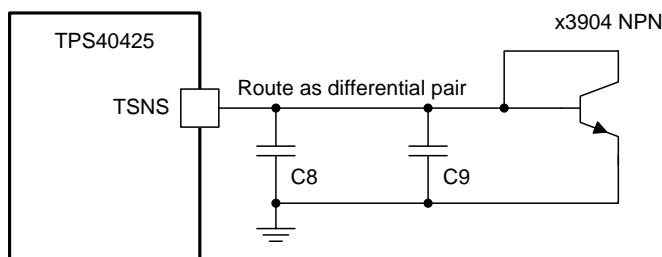 x3904 NPN
TPS40425
Route as differential pair
TSNS
C8
C9